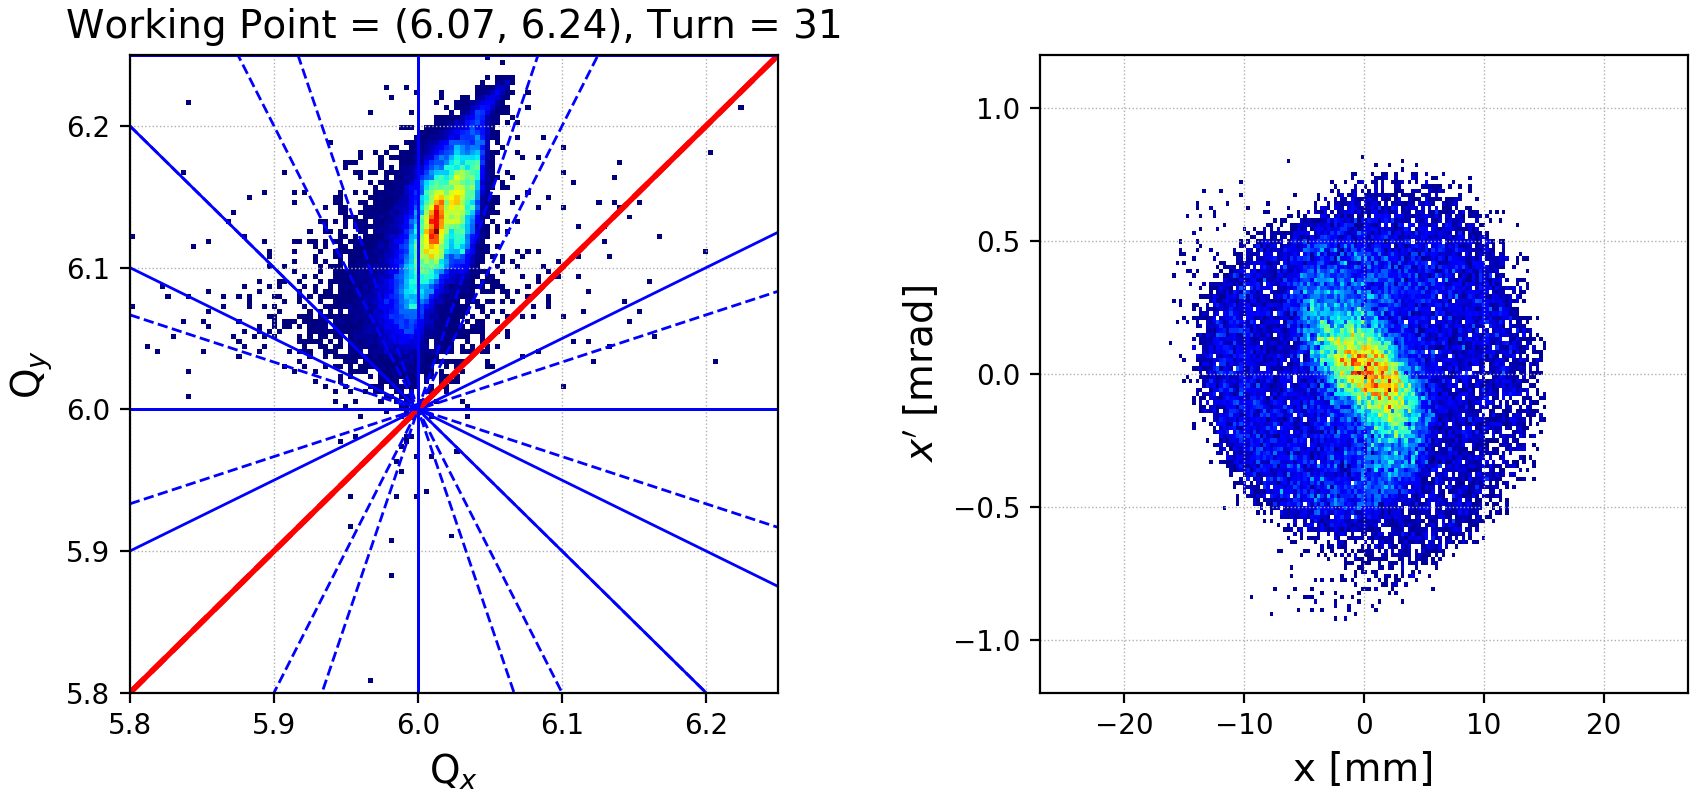 Working Point = (6.07, 6.24), Turn = 31
6.2
6.1
6.0
5.9
5.8
Qy
5.8 5.9 6.0 6.1 6.2
Qx
1.0
0.5
0.0
−0.5
−1.0
x′ [mrad]
−20 −10 0 10 20
x [mm]